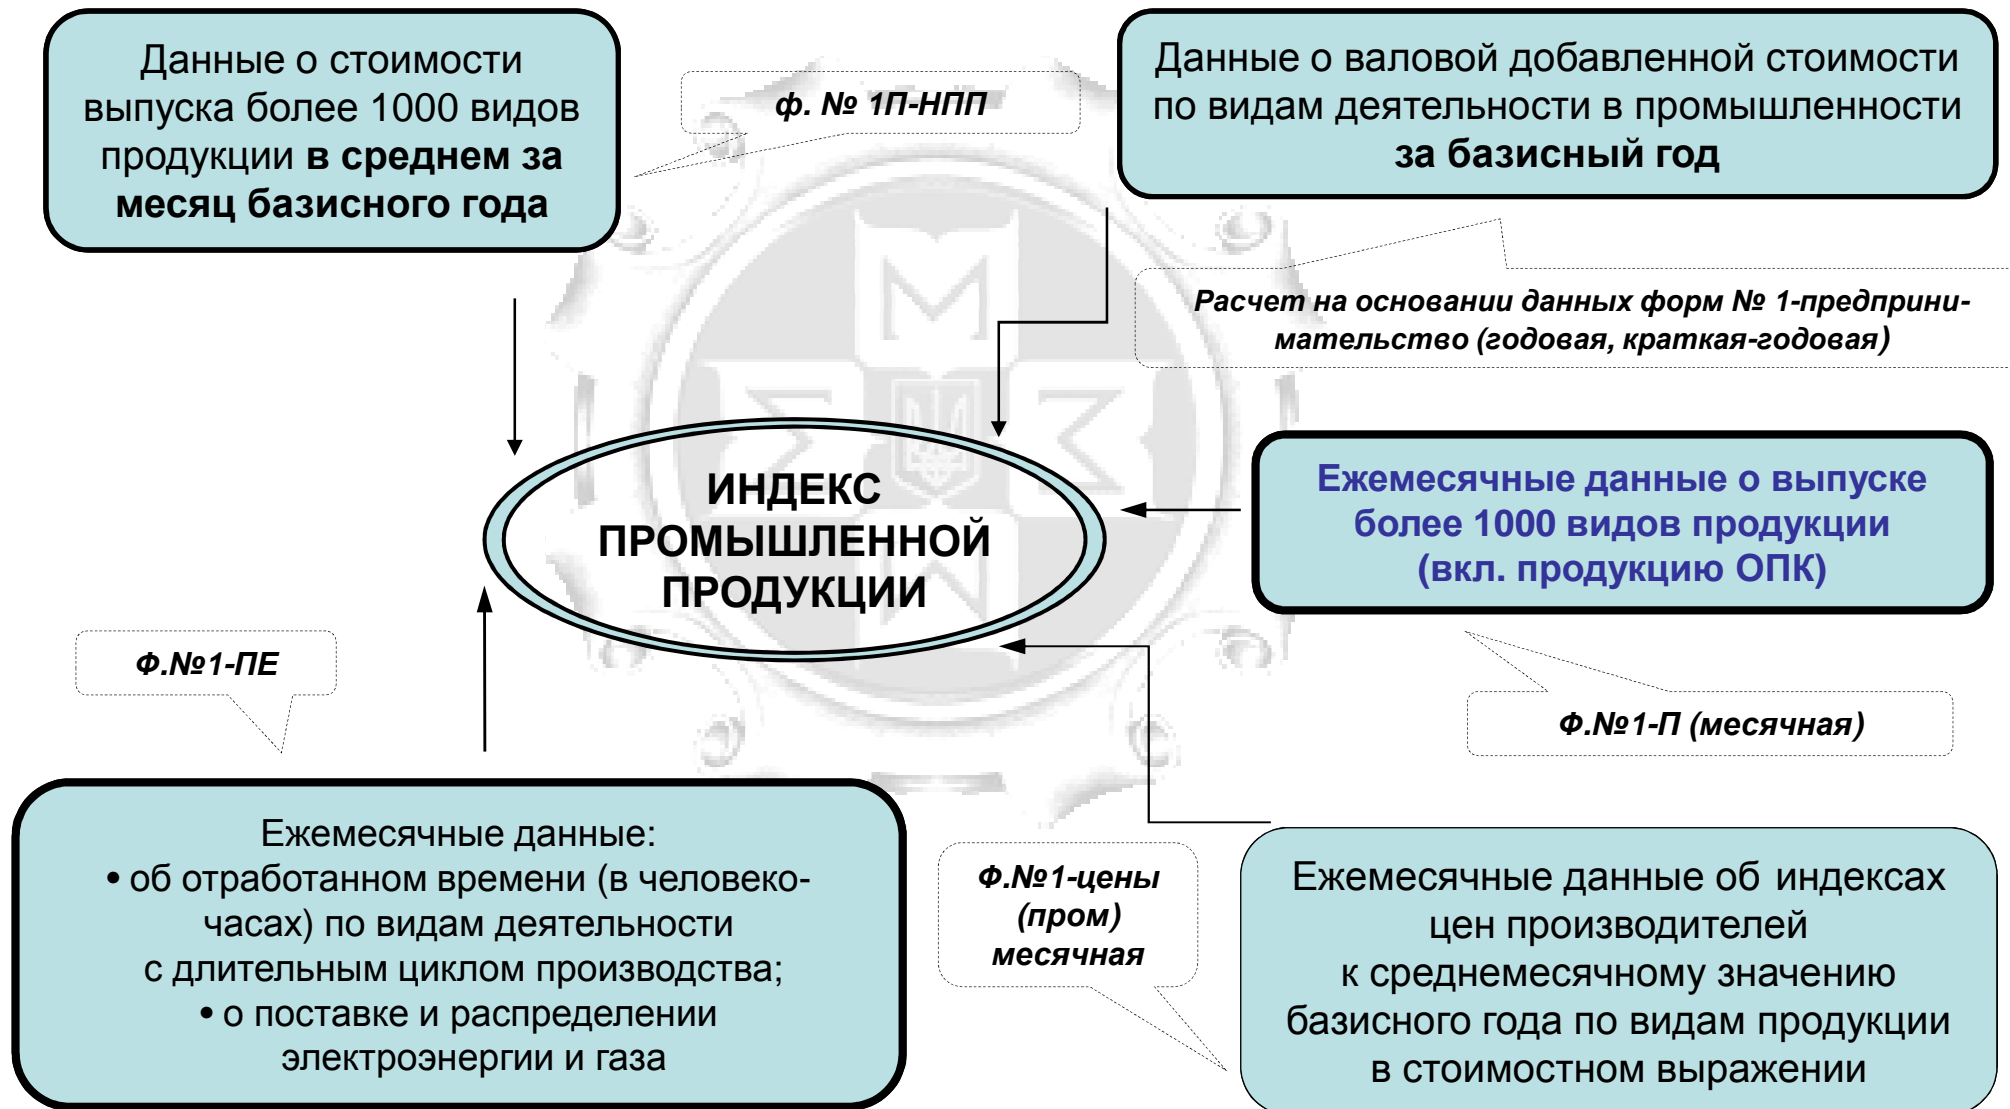 Данные о стоимости
выпуска более 1000 видов
продукции в среднем за
месяц базисного года
ф. № 1П-НПП
Данные о валовой добавленной стоимости
по видам деятельности в промышленности
за базисный год
Расчет на основании данных форм № 1-предприни-
мательство (годовая, краткая-годовая)
ИНДЕКС
ПРОМЫШЛЕННОЙ
ПРОДУКЦИИ
Ежемесячные данные о выпуске
более 1000 видов продукции
(вкл. продукцию ОПК)
Ф.№1-ПЕ
Ф.№1-П (месячная)
Ежемесячные данные:
• об отработанном времени (в человеко-
часах) по видам деятельности
с длительным циклом производства;
• о поставке и распределении
электроэнергии и газа
Ф.№1-цены
(пром)
месячная
Ежемесячные данные об индексах
цен производителей
к среднемесячному значению
базисного года по видам продукции
в стоимостном выражении